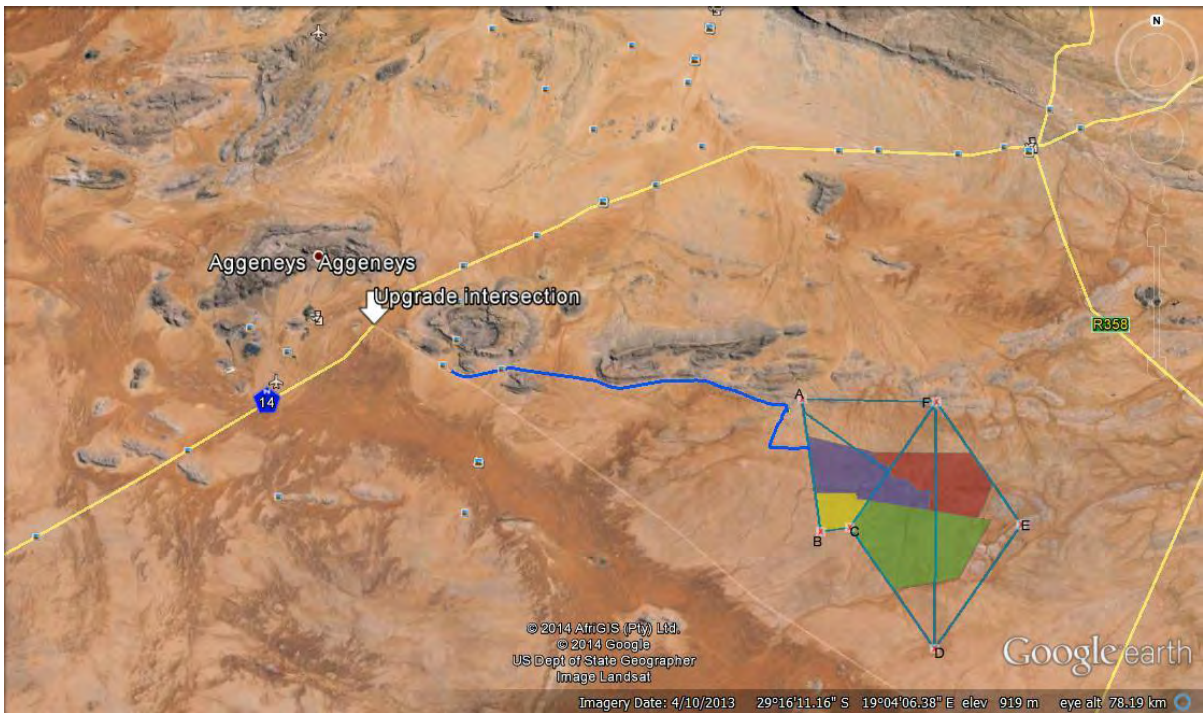 N
Aggeneys Aggeneys
Upgrade intersection
R358
14
A
F
E
B
C
D
© 2014 AfriGIS (Pty) Ltd.
© 2014 Google
US Dept of State Geographer
Image Landsat
Google earth
Imagery Date: 4/10/2013 29°16'11.16" S 19°04'06.38" E elev 919 m eye alt 78.19 km